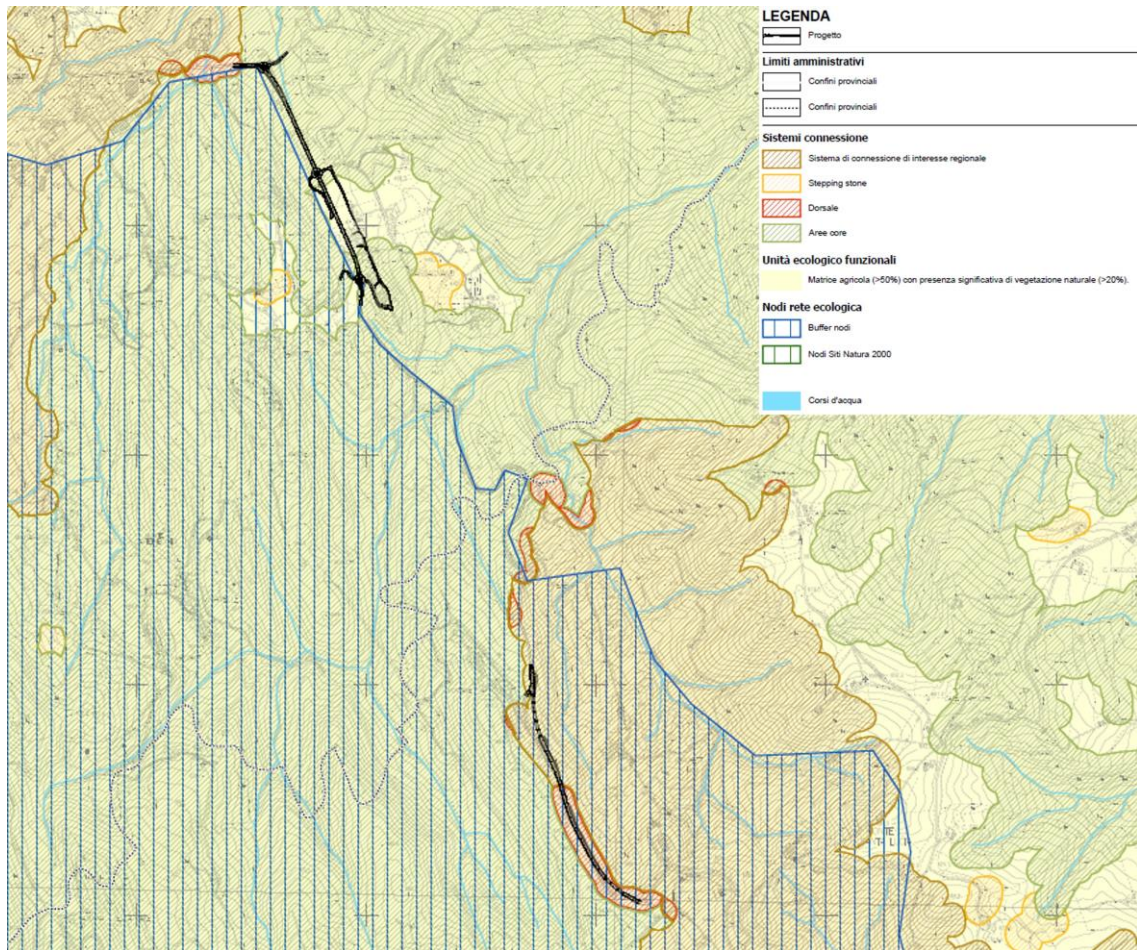 LEGENDA
Progetto
Limiti amministrativi
Confini provinciali
Confini provinciali
Sistemi connessione
Sistema di connessione di interesse regionale
Stepping stone
Dorsale
Aree core
Unità ecologico funzionali
Matrice agricola (>50%) con presenza significativa di vegetazione naturale (>20%).
Nodi rete ecologica
Buffer nodi
Nodi Siti Natura 2000
Corsi d'acqua